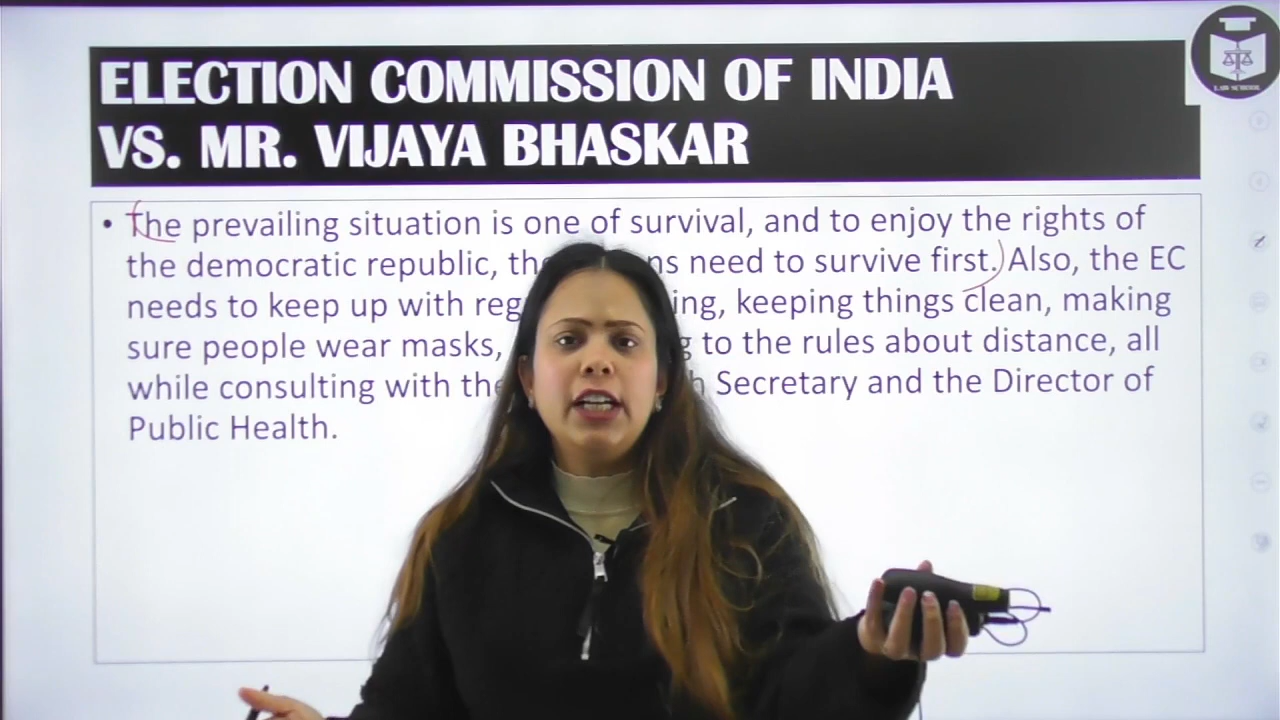 ELECTION COMMISSION OF INDIA
VS. MR. VIJAYA BHASKAR
LAW SCHOOL
• The prevailing situation is one of survival, and to enjoy the rights of
the democratic republic, the ns need to survive first. Also, the EC
needs to keep up with reg ing, keeping things clean, making
sure people wear masks, g to the rules about distance, all
while consulting with the h Secretary and the Director of
Public Health.